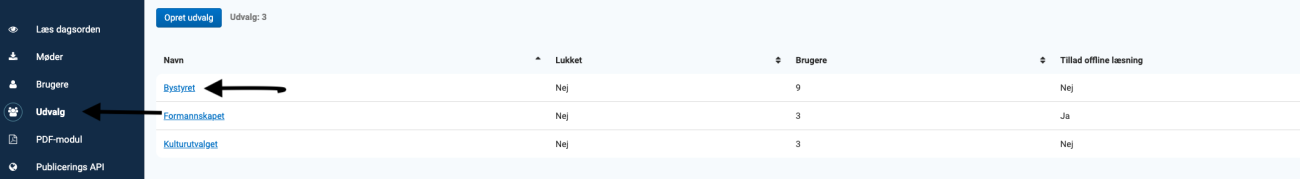 Opret udvalg Udvalg: 3
Læs dagsorden
Møder
Brugere
Udvalg
PDF-modul
Publicerings API
Navn Lukket Brugere Tillad offline læsning
Bystyret Nej 9 Nej
Formannskapet Nej 3 Ja
Kulturutvalget Nej 3 Nej